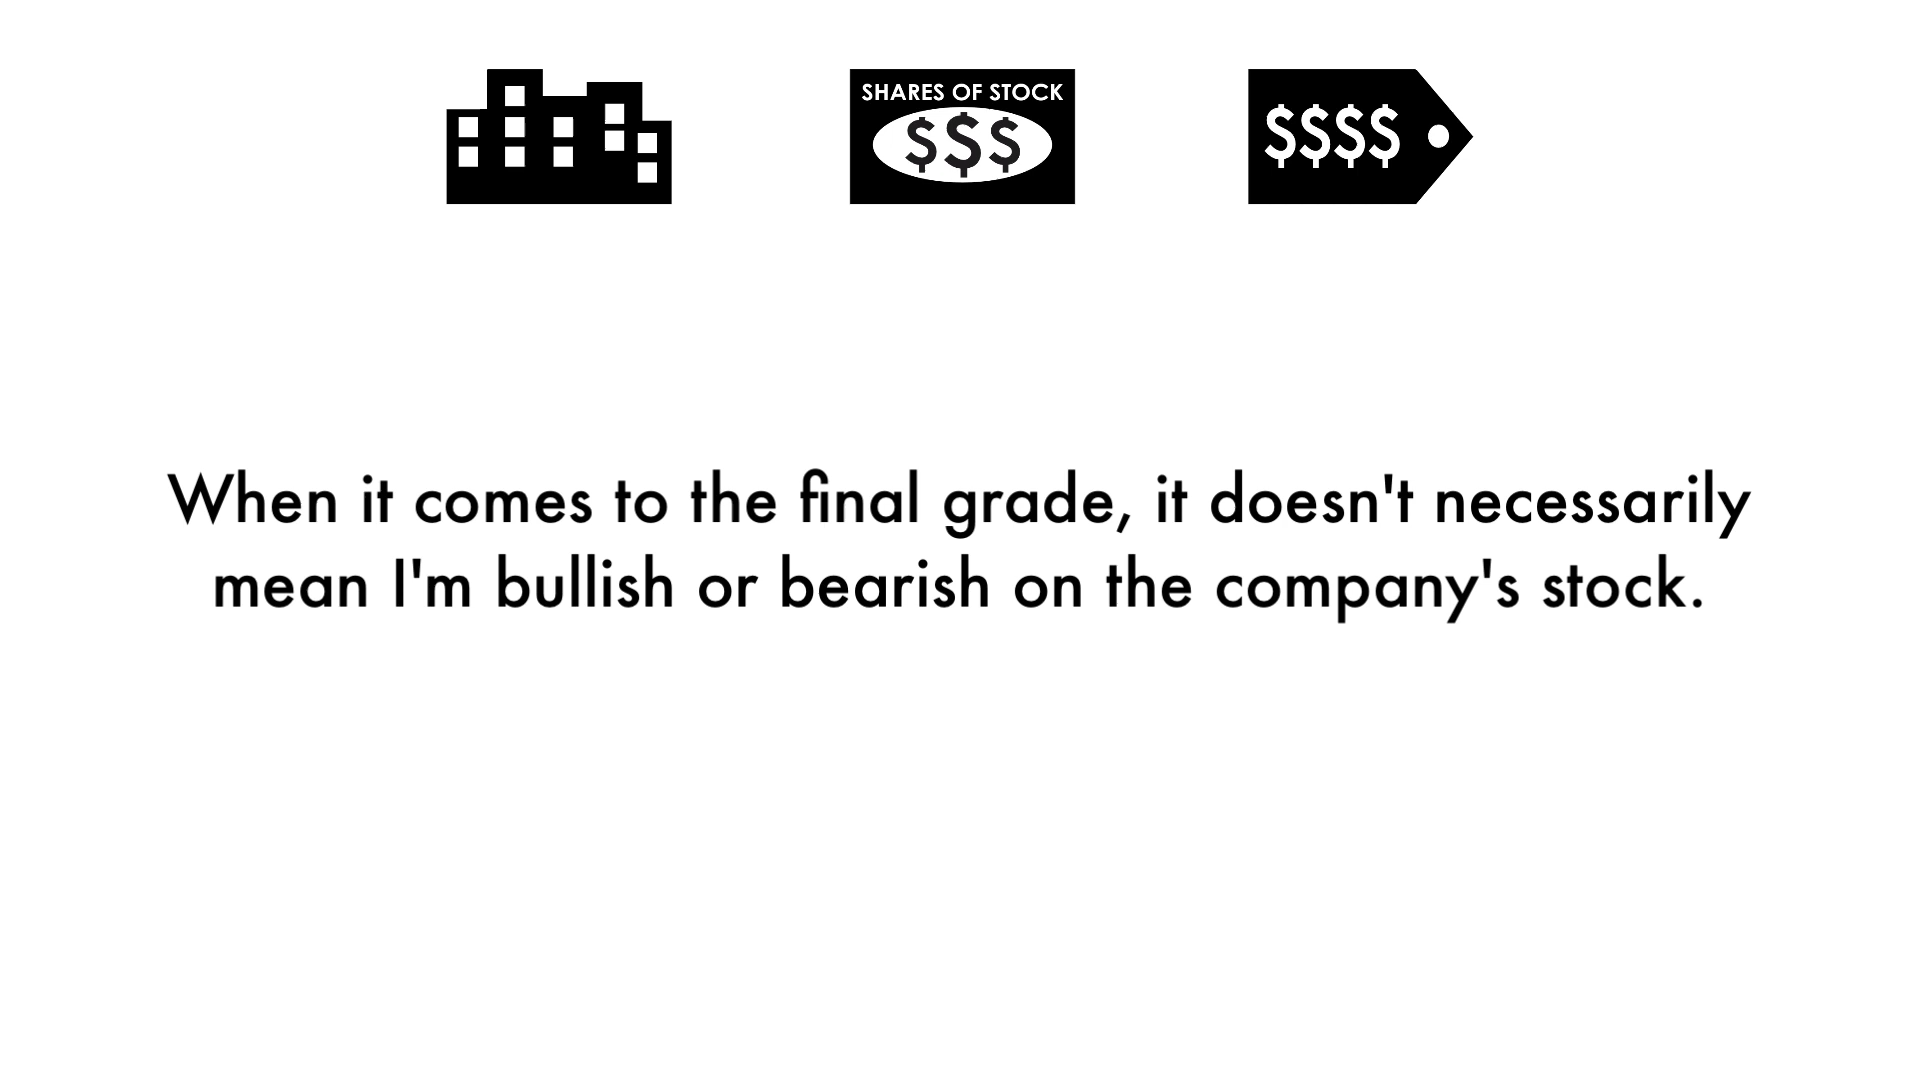 SHARES OF STOCK
$$$
$$$$
When it comes to the final grade, it doesn't necessarily
mean I'm bullish or bearish on the company's stock.